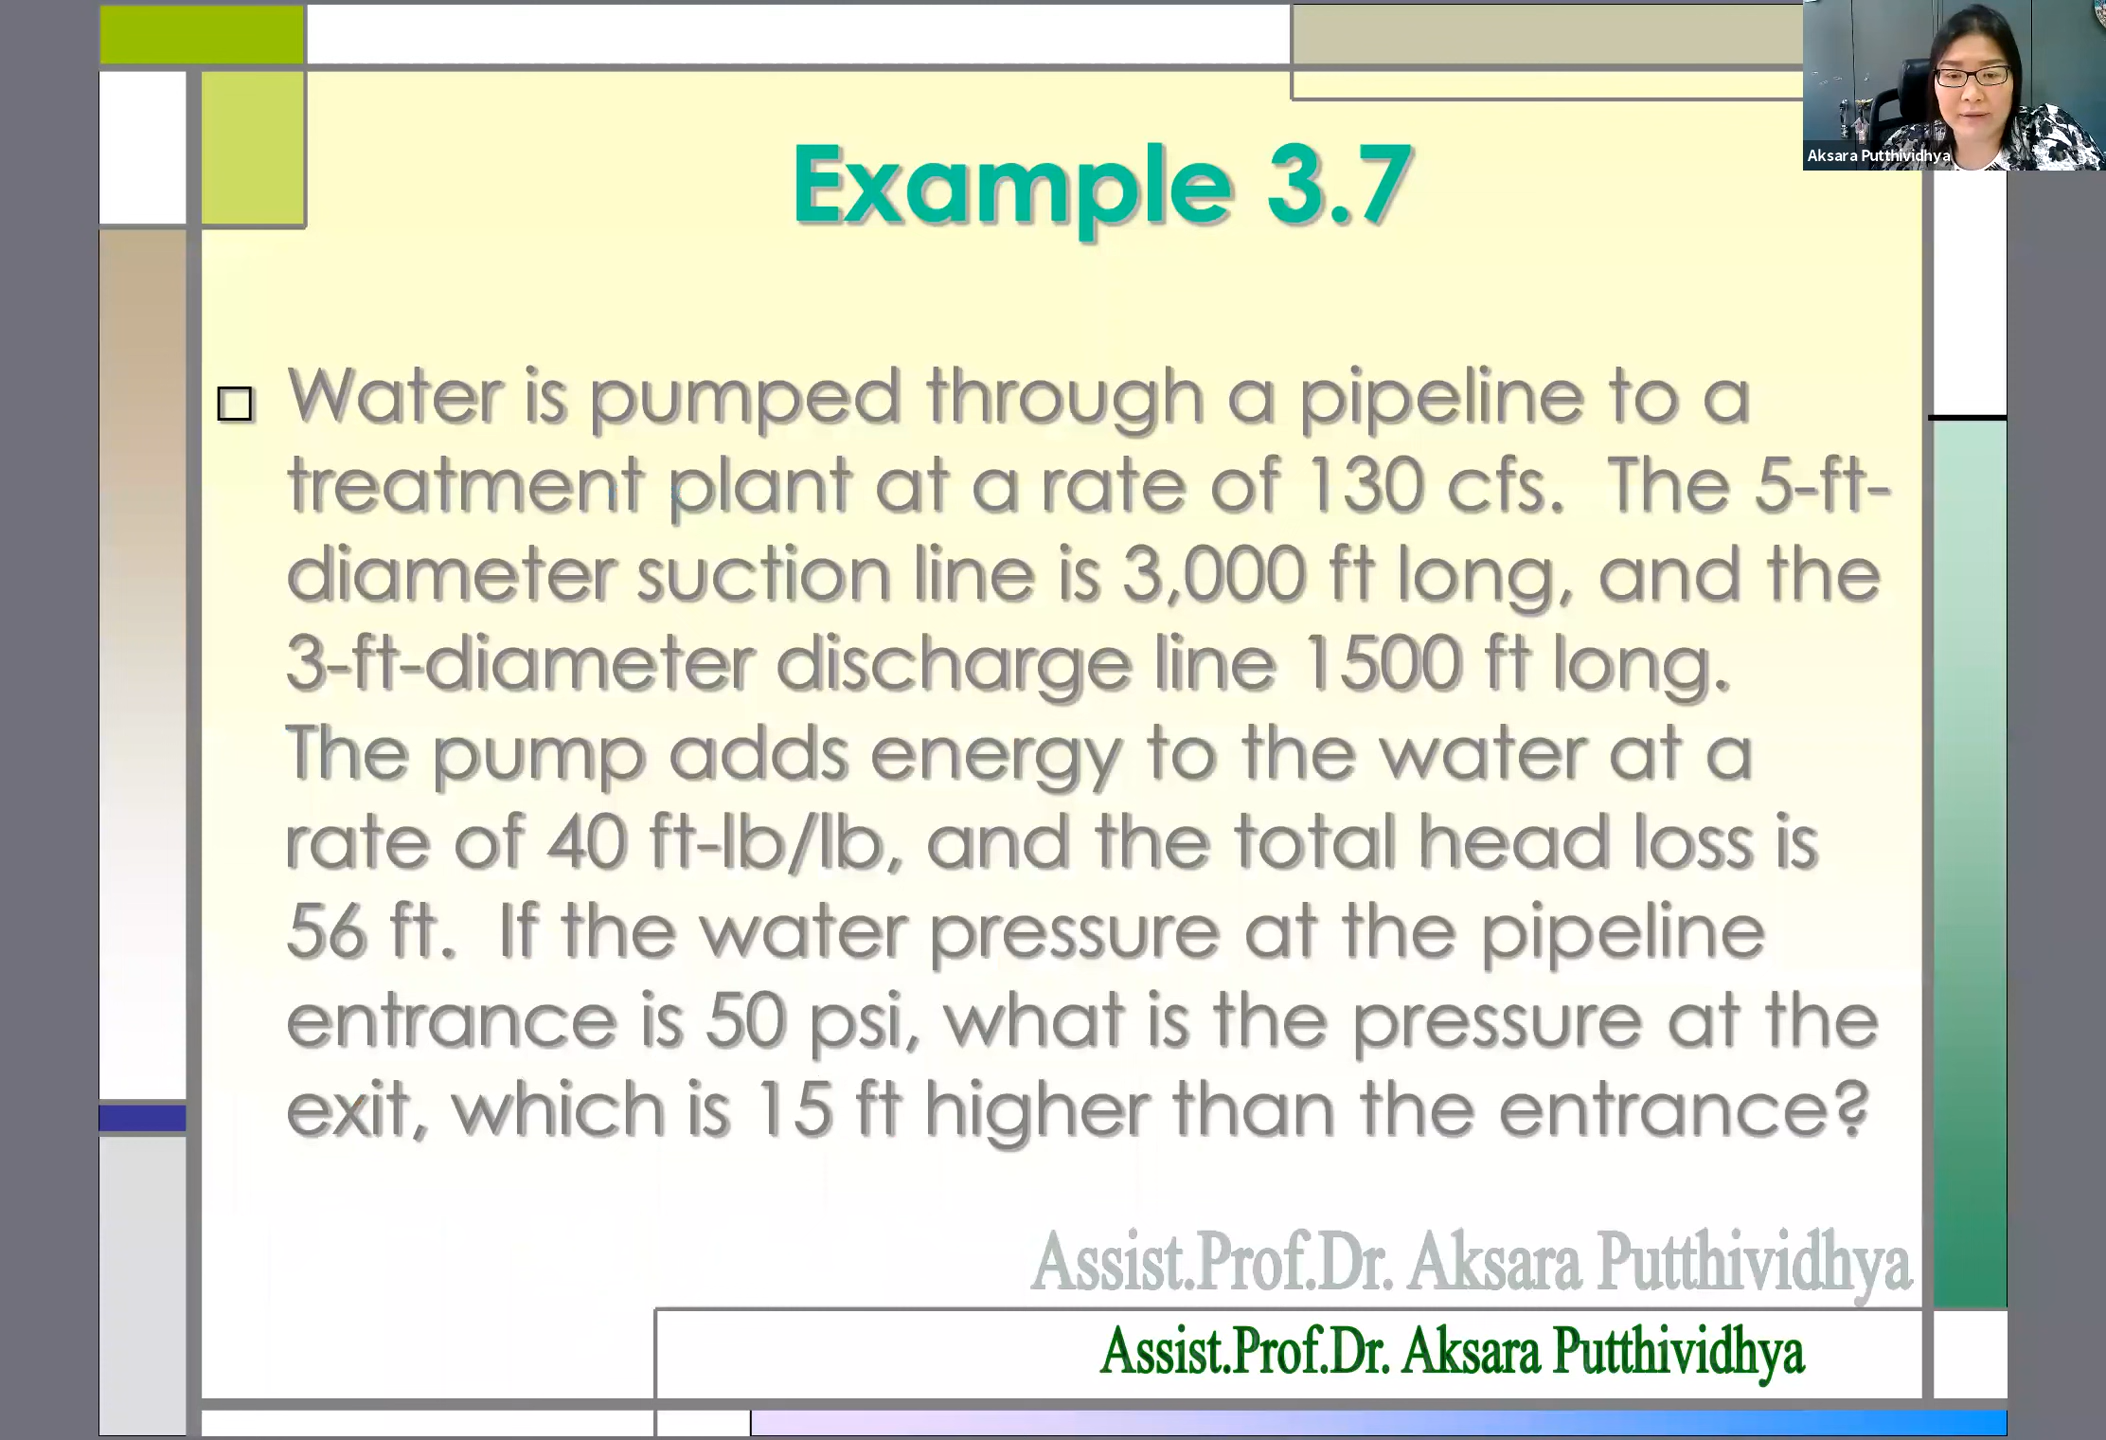 Aksara Putthividhya
Example 3.7
Water is pumped through a pipeline to a
treatment plant at a rate of 130 cfs.  The 5-ft-
diameter suction line is 3,000 ft long, and the
3-ft-diameter discharge line 1500 ft long.
The pump adds energy to the water at a
rate of 40 ft-lb/lb, and the total head loss is
56 ft.  If the water pressure at the pipeline
entrance is 50 psi, what is the pressure at the
exit, which is 15 ft higher than the entrance?
Assist.Prof.Dr. Aksara Putthividhya
Assist.Prof.Dr. Aksara Putthividhya